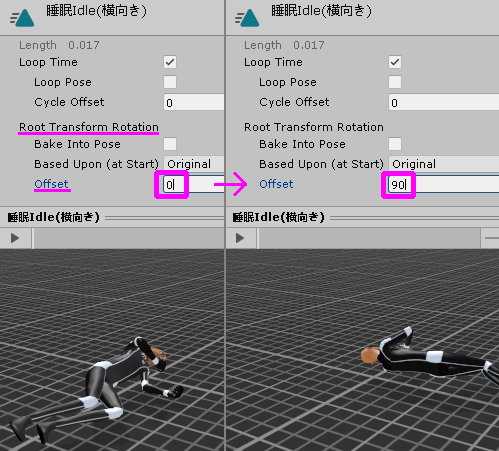 睡眠Idle(横向き)
Length 0.017
Loop Time
Loop Pose
Cycle Offset 0
Root Transform Rotation
Bake Into Pose
Based Upon (at Start) Original
Offset 0
睡眠Idle(横向き)
睡眠Idle(横向き)
Length 0.017
Loop Time
Loop Pose
Cycle Offset 0
Root Transform Rotation
Bake Into Pose
Based Upon (at Start) Original
Offset 90
睡眠Idle(横向き)